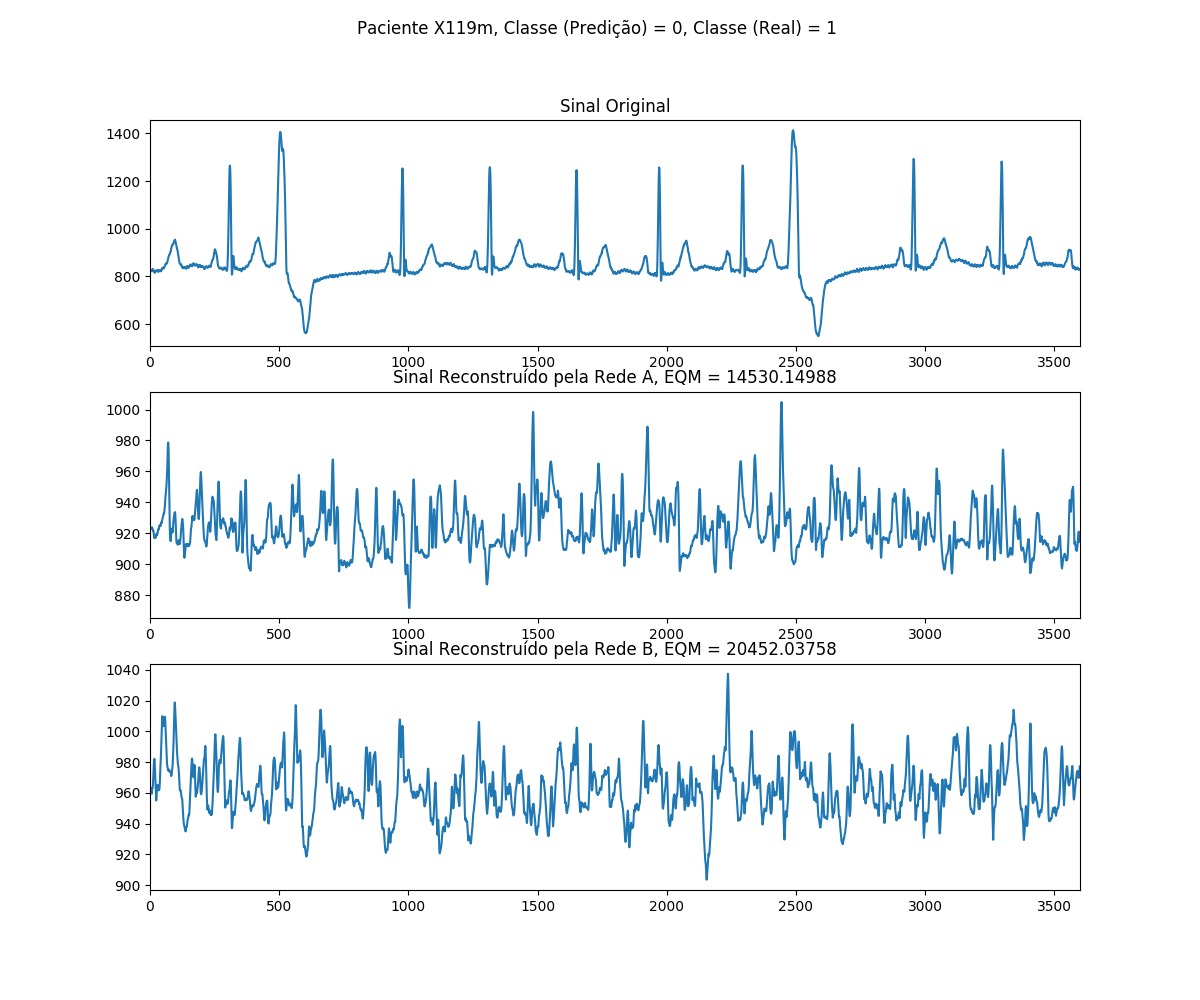 Paciente X119m, Classe (Predição) = 0, Classe (Real) = 1
Sinal Original
1400
1200
1000
800
600
0 500 1000 1500 2000 2500 3000 3500
Sinal Reconstruído pela Rede A, EQM = 14530.14988
1000
980
960
940
920
900
880
0 500 1000 1500 2000 2500 3000 3500
Sinal Reconstruído pela Rede B, EQM = 20452.03758
1040
1020
1000
980
960
940
920
900
0 500 1000 1500 2000 2500 3000 3500